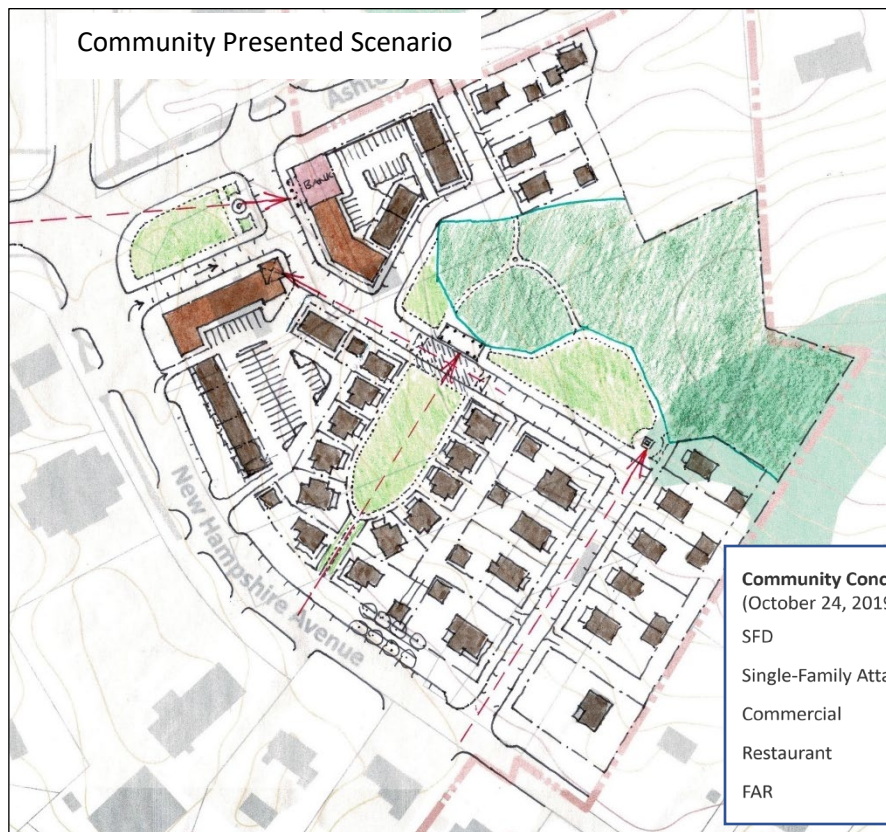 Community Presented Scenario
Ashto
BANK
New Hampshire Avenue
Community Conc
(October 24, 2019
SFD
Single-Family Atta
Commercial
Restaurant
FAR